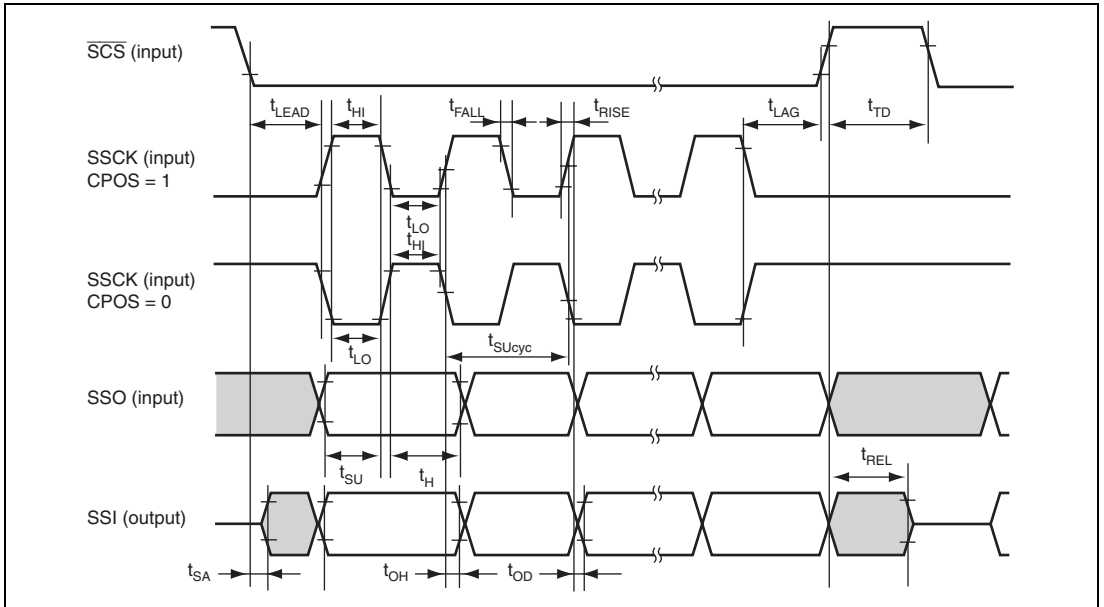 SCS (input)
tLEAD tHI tFALL tRISE tLAG tTD
SSCK (input)
CPOS = 1
tLO
tHI
SSCK (input)
CPOS = 0
tLO tSUcyc
SSO (input)
tSU tH tREL
SSI (output)
tSA tOH tOD